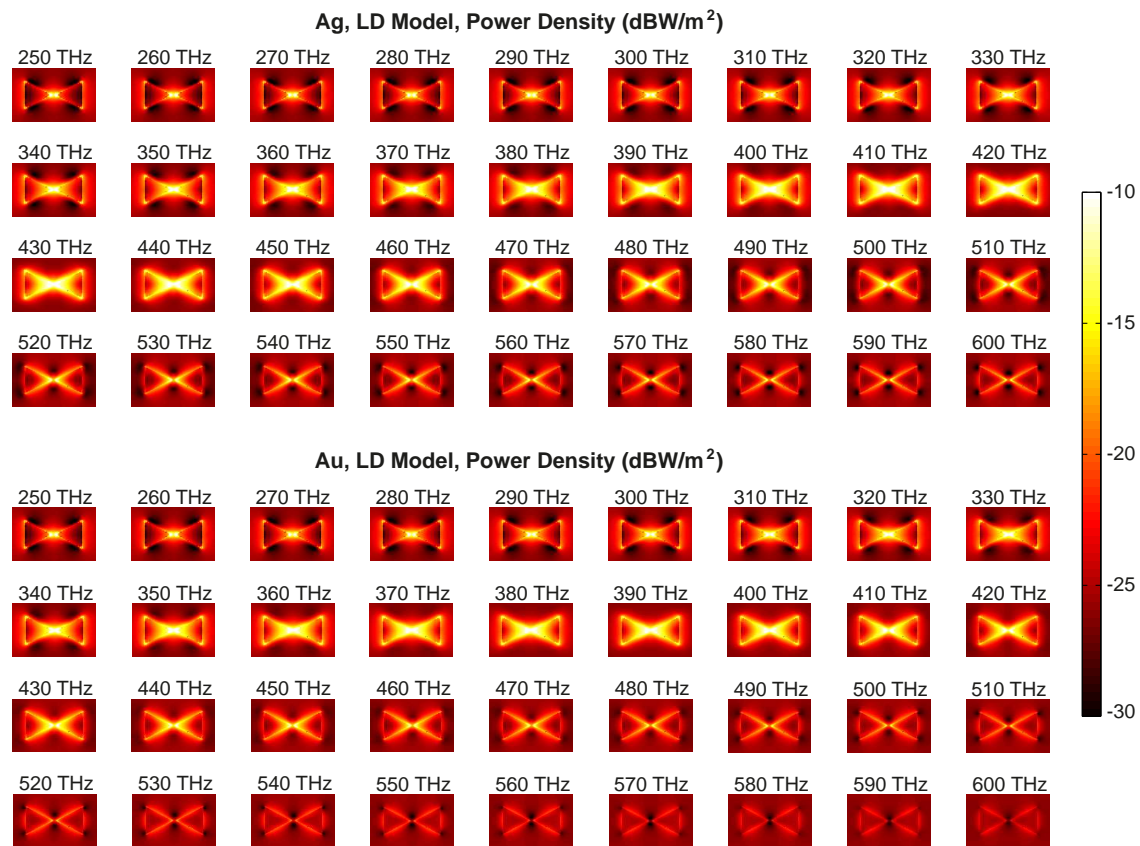 Ag, LD Model, Power Density (dBW/m²)
250 THz 260 THz 270 THz 280 THz 290 THz 300 THz 310 THz 320 THz 330 THz
340 THz 350 THz 360 THz 370 THz 380 THz 390 THz 400 THz 410 THz 420 THz
-10
430 THz 440 THz 450 THz 460 THz 470 THz 480 THz 490 THz 500 THz 510 THz
-15
520 THz 530 THz 540 THz 550 THz 560 THz 570 THz 580 THz 590 THz 600 THz
-20
Au, LD Model, Power Density (dBW/m²)
250 THz 260 THz 270 THz 280 THz 290 THz 300 THz 310 THz 320 THz 330 THz
-25
340 THz 350 THz 360 THz 370 THz 380 THz 390 THz 400 THz 410 THz 420 THz
430 THz 440 THz 450 THz 460 THz 470 THz 480 THz 490 THz 500 THz 510 THz
-30
520 THz 530 THz 540 THz 550 THz 560 THz 570 THz 580 THz 590 THz 600 THz